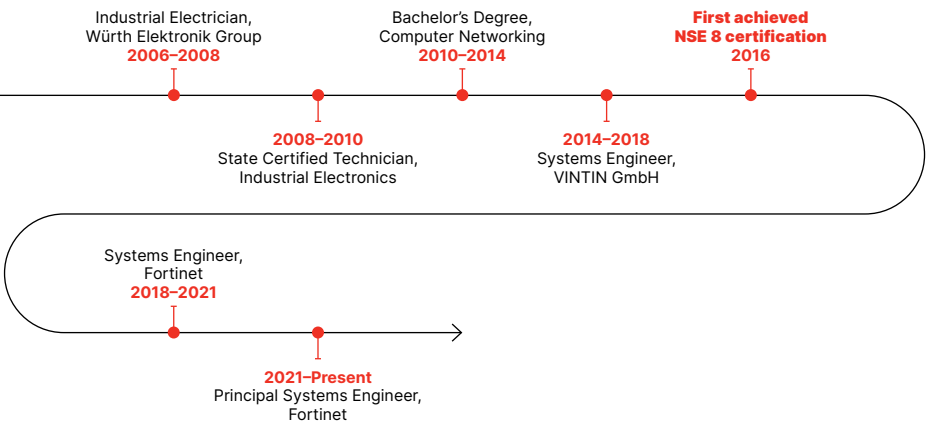 Industrial Electrician,
Würth Elektronik Group
2006–2008
2008–2010
State Certified Technician,
Industrial Electronics
Bachelor’s Degree,
Computer Networking
2010–2014
2014–2018
Systems Engineer,
VINTIN GmbH
First achieved
NSE 8 certification
2016
Systems Engineer,
Fortinet
2018–2021
2021–Present
Principal Systems Engineer,
Fortinet